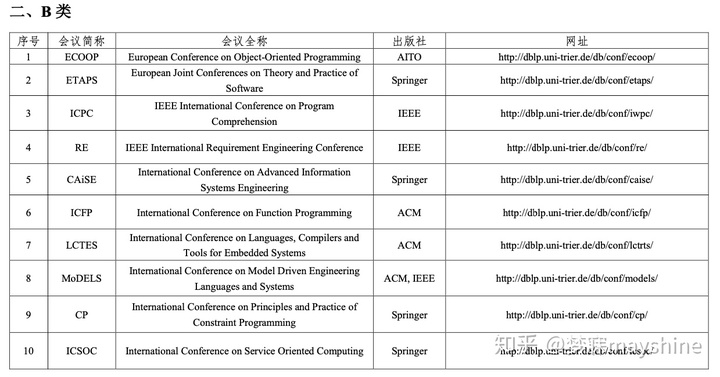 二、B 类
序号 会议简称 会议全称 出版社 网址
1 ECOOP European Conference on Object-Oriented Programming AITO http://dblp.uni-trier.de/db/conf/ecoop/
2 ETAPS European Joint Conferences on Theory and Practice of Software Springer http://dblp.uni-trier.de/db/conf/etaps/
3 ICPC IEEE International Conference on Program Comprehension IEEE http://dblp.uni-trier.de/db/conf/iwpc/
4 RE IEEE International Requirement Engineering Conference IEEE http://dblp.uni-trier.de/db/conf/re/
5 CAiSE International Conference on Advanced Information Systems Engineering Springer http://dblp.uni-trier.de/db/conf/caise/
6 ICFP International Conference on Function Programming ACM http://dblp.uni-trier.de/db/conf/icfp/
7 LCTES International Conference on Languages, Compilers and Tools for Embedded Systems ACM http://dblp.uni-trier.de/db/conf/lctrts/
8 MoDELS International Conference on Model Driven Engineering Languages and Systems ACM, IEEE http://dblp.uni-trier.de/db/conf/models/
9 CP International Conference on Principles and Practice of Constraint Programming Springer http://dblp.uni-trier.de/db/conf/cp/
10 ICSOC International Conference on Service Oriented Computing Springer
知乎 mayshine